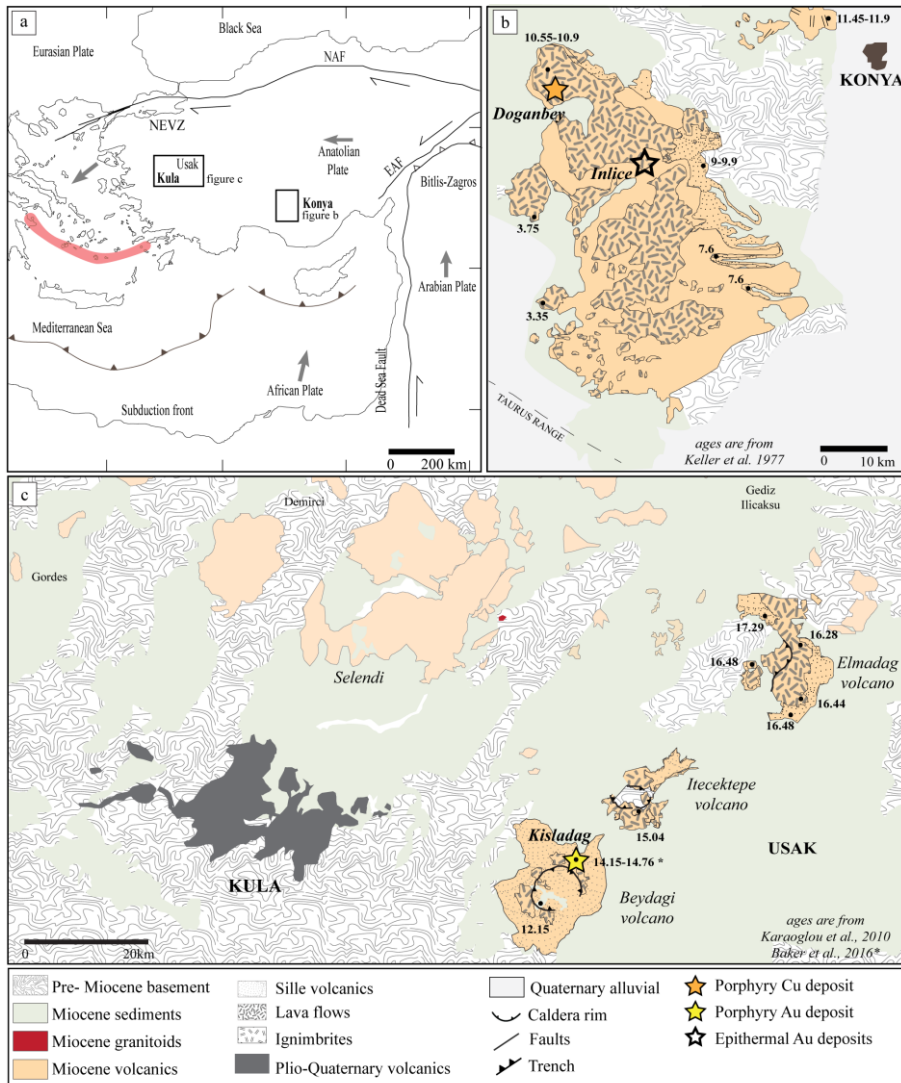 a
Black Sea
Eurasian Plate
NAF
NEVZ
Usak
Kula
figure c
Anatolian
Plate
EAF
Bitlis-Zagros
Konya
figure b
Arabian Plate
Mediterranean Sea
African Plate
Dead Sea Fault
Subduction front
200 km
0
b
11.45-11.9
10.55-10.9
KONYA
Doganbey
Inlice
9-9.9
3.75
7.6
7.6
3.35
TAURUS RANGE
ages are from
Keller et al. 1977
0
10 km
c
Demirci
Gediz
Ilicaksu
Gordes
17.29
16.28
Selendi
16.48
Elmadag
volcano
16.44
16.48
Itecektepe
volcano
15.04
Kisladag
14.15-14.76 *
USAK
KULA
Beydagi
volcano
12.15
ages are from
Karaoglou et al., 2010
Baker et al., 2016*
0
20km
Pre- Miocene basement
Miocene sediments
Miocene granitoids
Miocene volcanics
Sille volcanics
Lava flows
Ignimbrites
Plio-Quaternary volcanics
Quaternary alluvial
Caldera rim
Faults
Trench
Porphyry Cu deposit
Porphyry Au deposit
Epithermal Au deposits